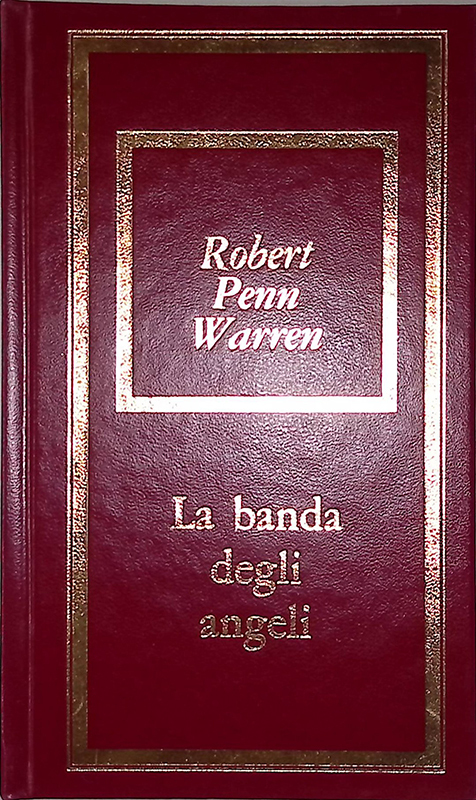 Robert
Penn
Warren
La banda
degli
angeli